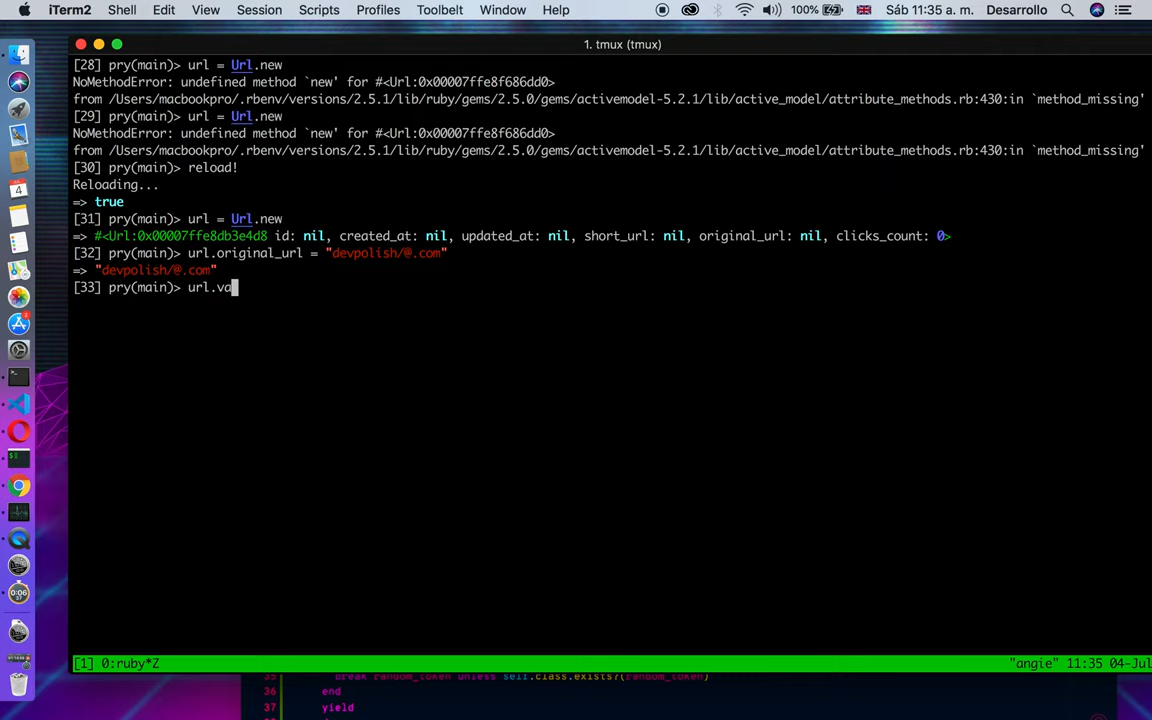 iTerm2 Shell Edit View Session Scripts Profiles Toolbelt Window Help 100% Sáb 11:35 a. m. Desarrollo
1. tmux (tmux)
[28] pry(main)> url = Url.new
NoMethodError: undefined method `new' for #<Url:0x00007ffe8f686dd0>
from /Users/macbookpro/.rbenv/versions/2.5.1/lib/ruby/gems/2.5.0/gems/activemodel-5.2.1/lib/active_model/attribute_methods.rb:430:in `method_missing'
[29] pry(main)> url = Url.new
NoMethodError: undefined method `new' for #<Url:0x00007ffe8f686dd0>
from /Users/macbookpro/.rbenv/versions/2.5.1/lib/ruby/gems/2.5.0/gems/activemodel-5.2.1/lib/active_model/attribute_methods.rb:430:in `method_missing'
[30] pry(main)> reload!
Reloading...
=> true
[31] pry(main)> url = Url.new
=> #<Url:0x00007ffe8db3e4d8 id: nil, created_at: nil, updated_at: nil, short_url: nil, original_url: nil, clicks_count: 0>
[32] pry(main)> url.original_url = "devpolish/@.com"
=> "devpolish/@.com"
[33] pry(main)> url.va
[1] 0:ruby*Z "angie" 11:35 04-Jul
35 break random_token unless self.class.exists?(random_token)
36 end
37 yield